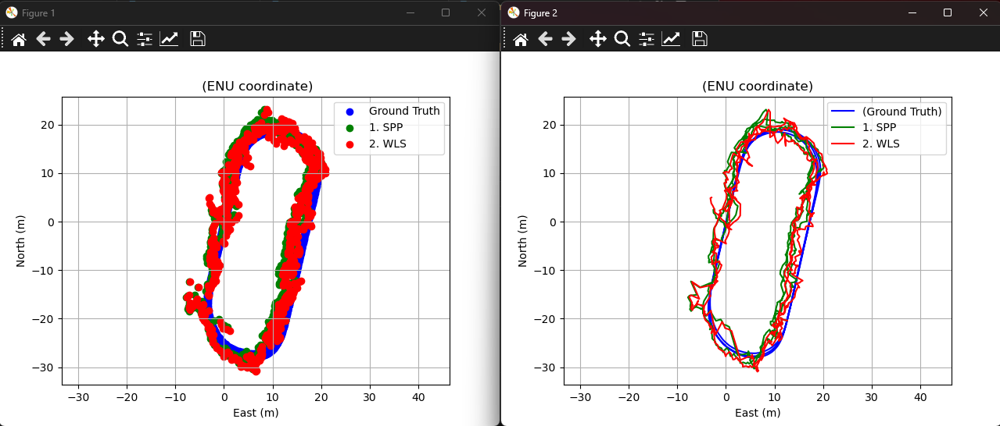 Figure 1
(ENU coordinate)
Ground Truth
1. SPP
2. WLS
North (m)
20
10
0
−10
−20
−30
−30
−20
−10
0
10
20
30
40
East (m)
Figure 2
(ENU coordinate)
(Ground Truth)
1. SPP
2. WLS
North (m)
20
10
0
−10
−20
−30
−30
−20
−10
0
10
20
30
40
East (m)